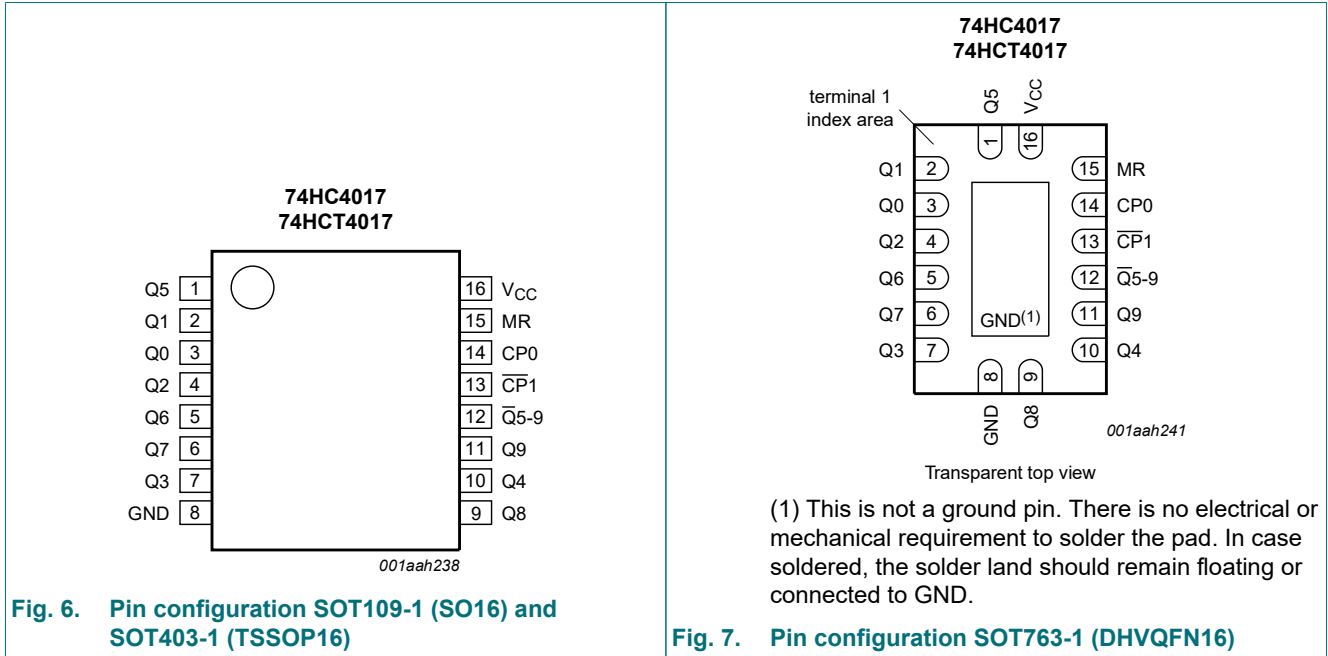 74HC4017
74HCT4017
Q5 1
Q1 2
Q0 3
Q2 4
Q6 5
Q7 6
Q3 7
GND 8
16 VCC
15 MR
14 CP0
13 C̅P̅1
12 Q̅5-9
11 Q9
10 Q4
9 Q8
001aah238
Fig. 6. Pin configuration SOT109-1 (SO16) and
SOT403-1 (TSSOP16)
74HC4017
74HCT4017
terminal 1
index area
Q5
VCC
1
16
Q1 2
Q0 3
Q2 4
Q6 5
Q7 6
Q3 7
15 MR
14 CP0
13 C̅P̅1
12 Q̅5-9
11 Q9
10 Q4
GND(1)
8
9
GND
Q8
001aah241
Transparent top view
(1) This is not a ground pin. There is no electrical or
mechanical requirement to solder the pad. In case
soldered, the solder land should remain floating or
connected to GND.
Fig. 7. Pin configuration SOT763-1 (DHVQFN16)